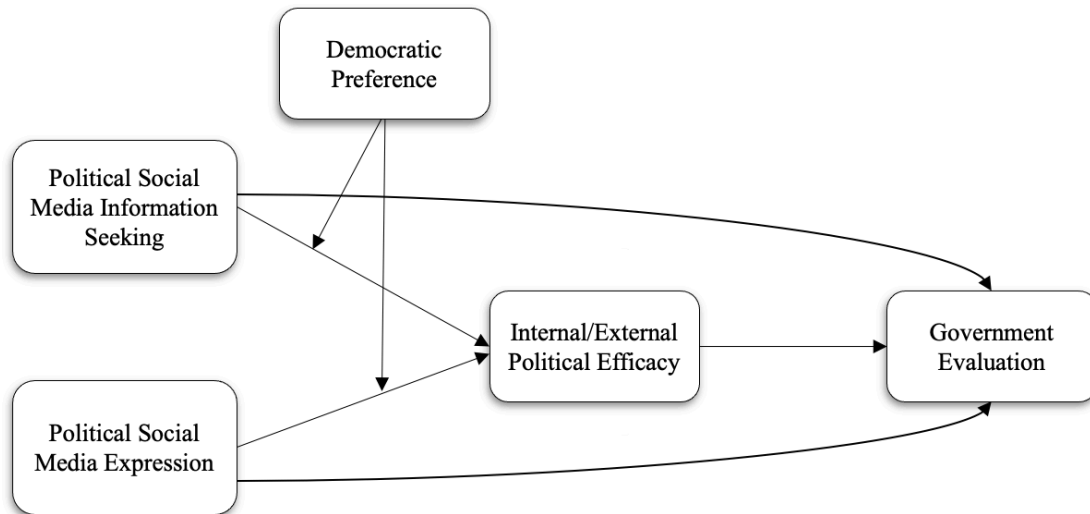 Democratic
Preference
Political Social
Media Information
Seeking
Internal/External
Political Efficacy
Government
Evaluation
Political Social
Media Expression